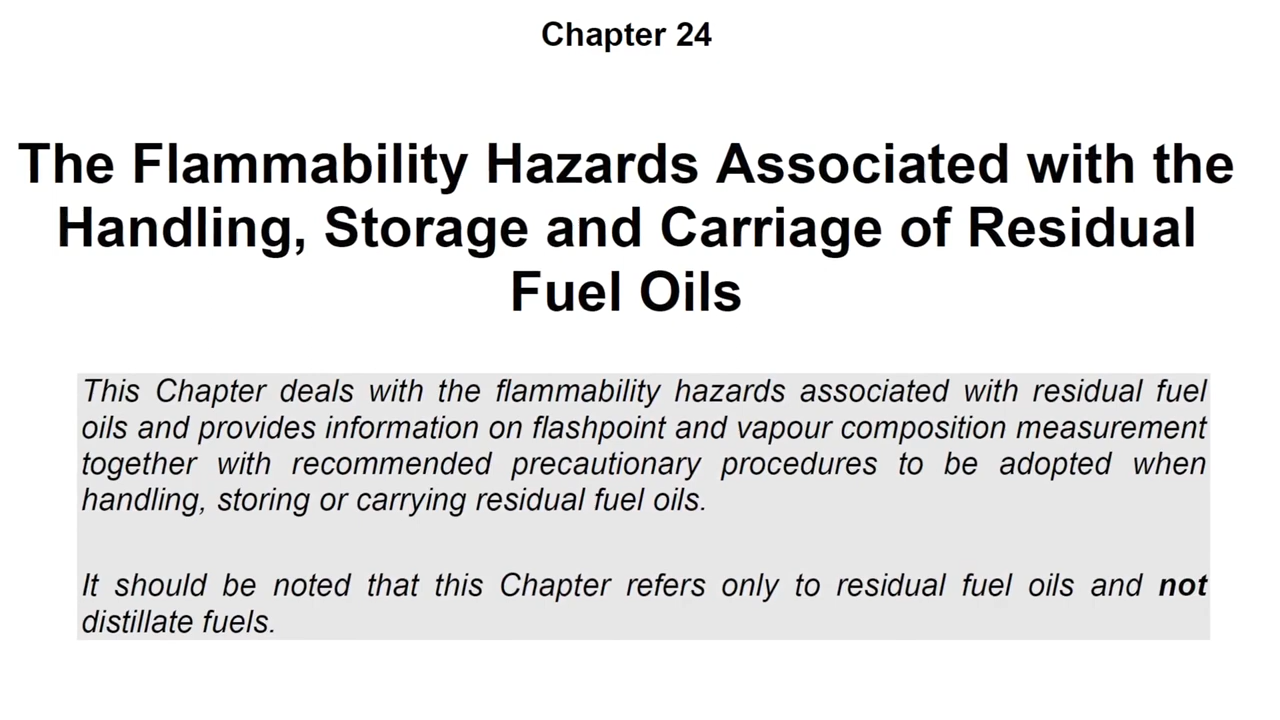 Chapter 24
The Flammability Hazards Associated with the
Handling, Storage and Carriage of Residual
Fuel Oils
This Chapter deals with the flammability hazards associated with residual fuel
oils and provides information on flashpoint and vapour composition measurement
together with recommended precautionary procedures to be adopted when
handling, storing or carrying residual fuel oils.
It should be noted that this Chapter refers only to residual fuel oils and not
distillate fuels.